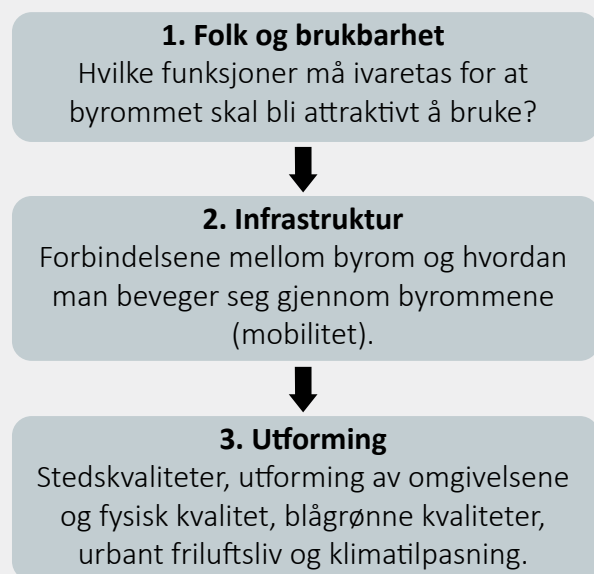 1. Folk og brukbarhet
Hvilke funksjoner må ivaretas for at
byrommet skal bli attraktivt å bruke?
2. Infrastruktur
Forbindelsene mellom byrom og hvordan
man beveger seg gjennom byrommene
(mobilitet).
3. Utforming
Stedskvaliteter, utforming av omgivelsene
og fysisk kvalitet, blågrønne kvaliteter,
urbant friluftsliv og klimatilpasning.